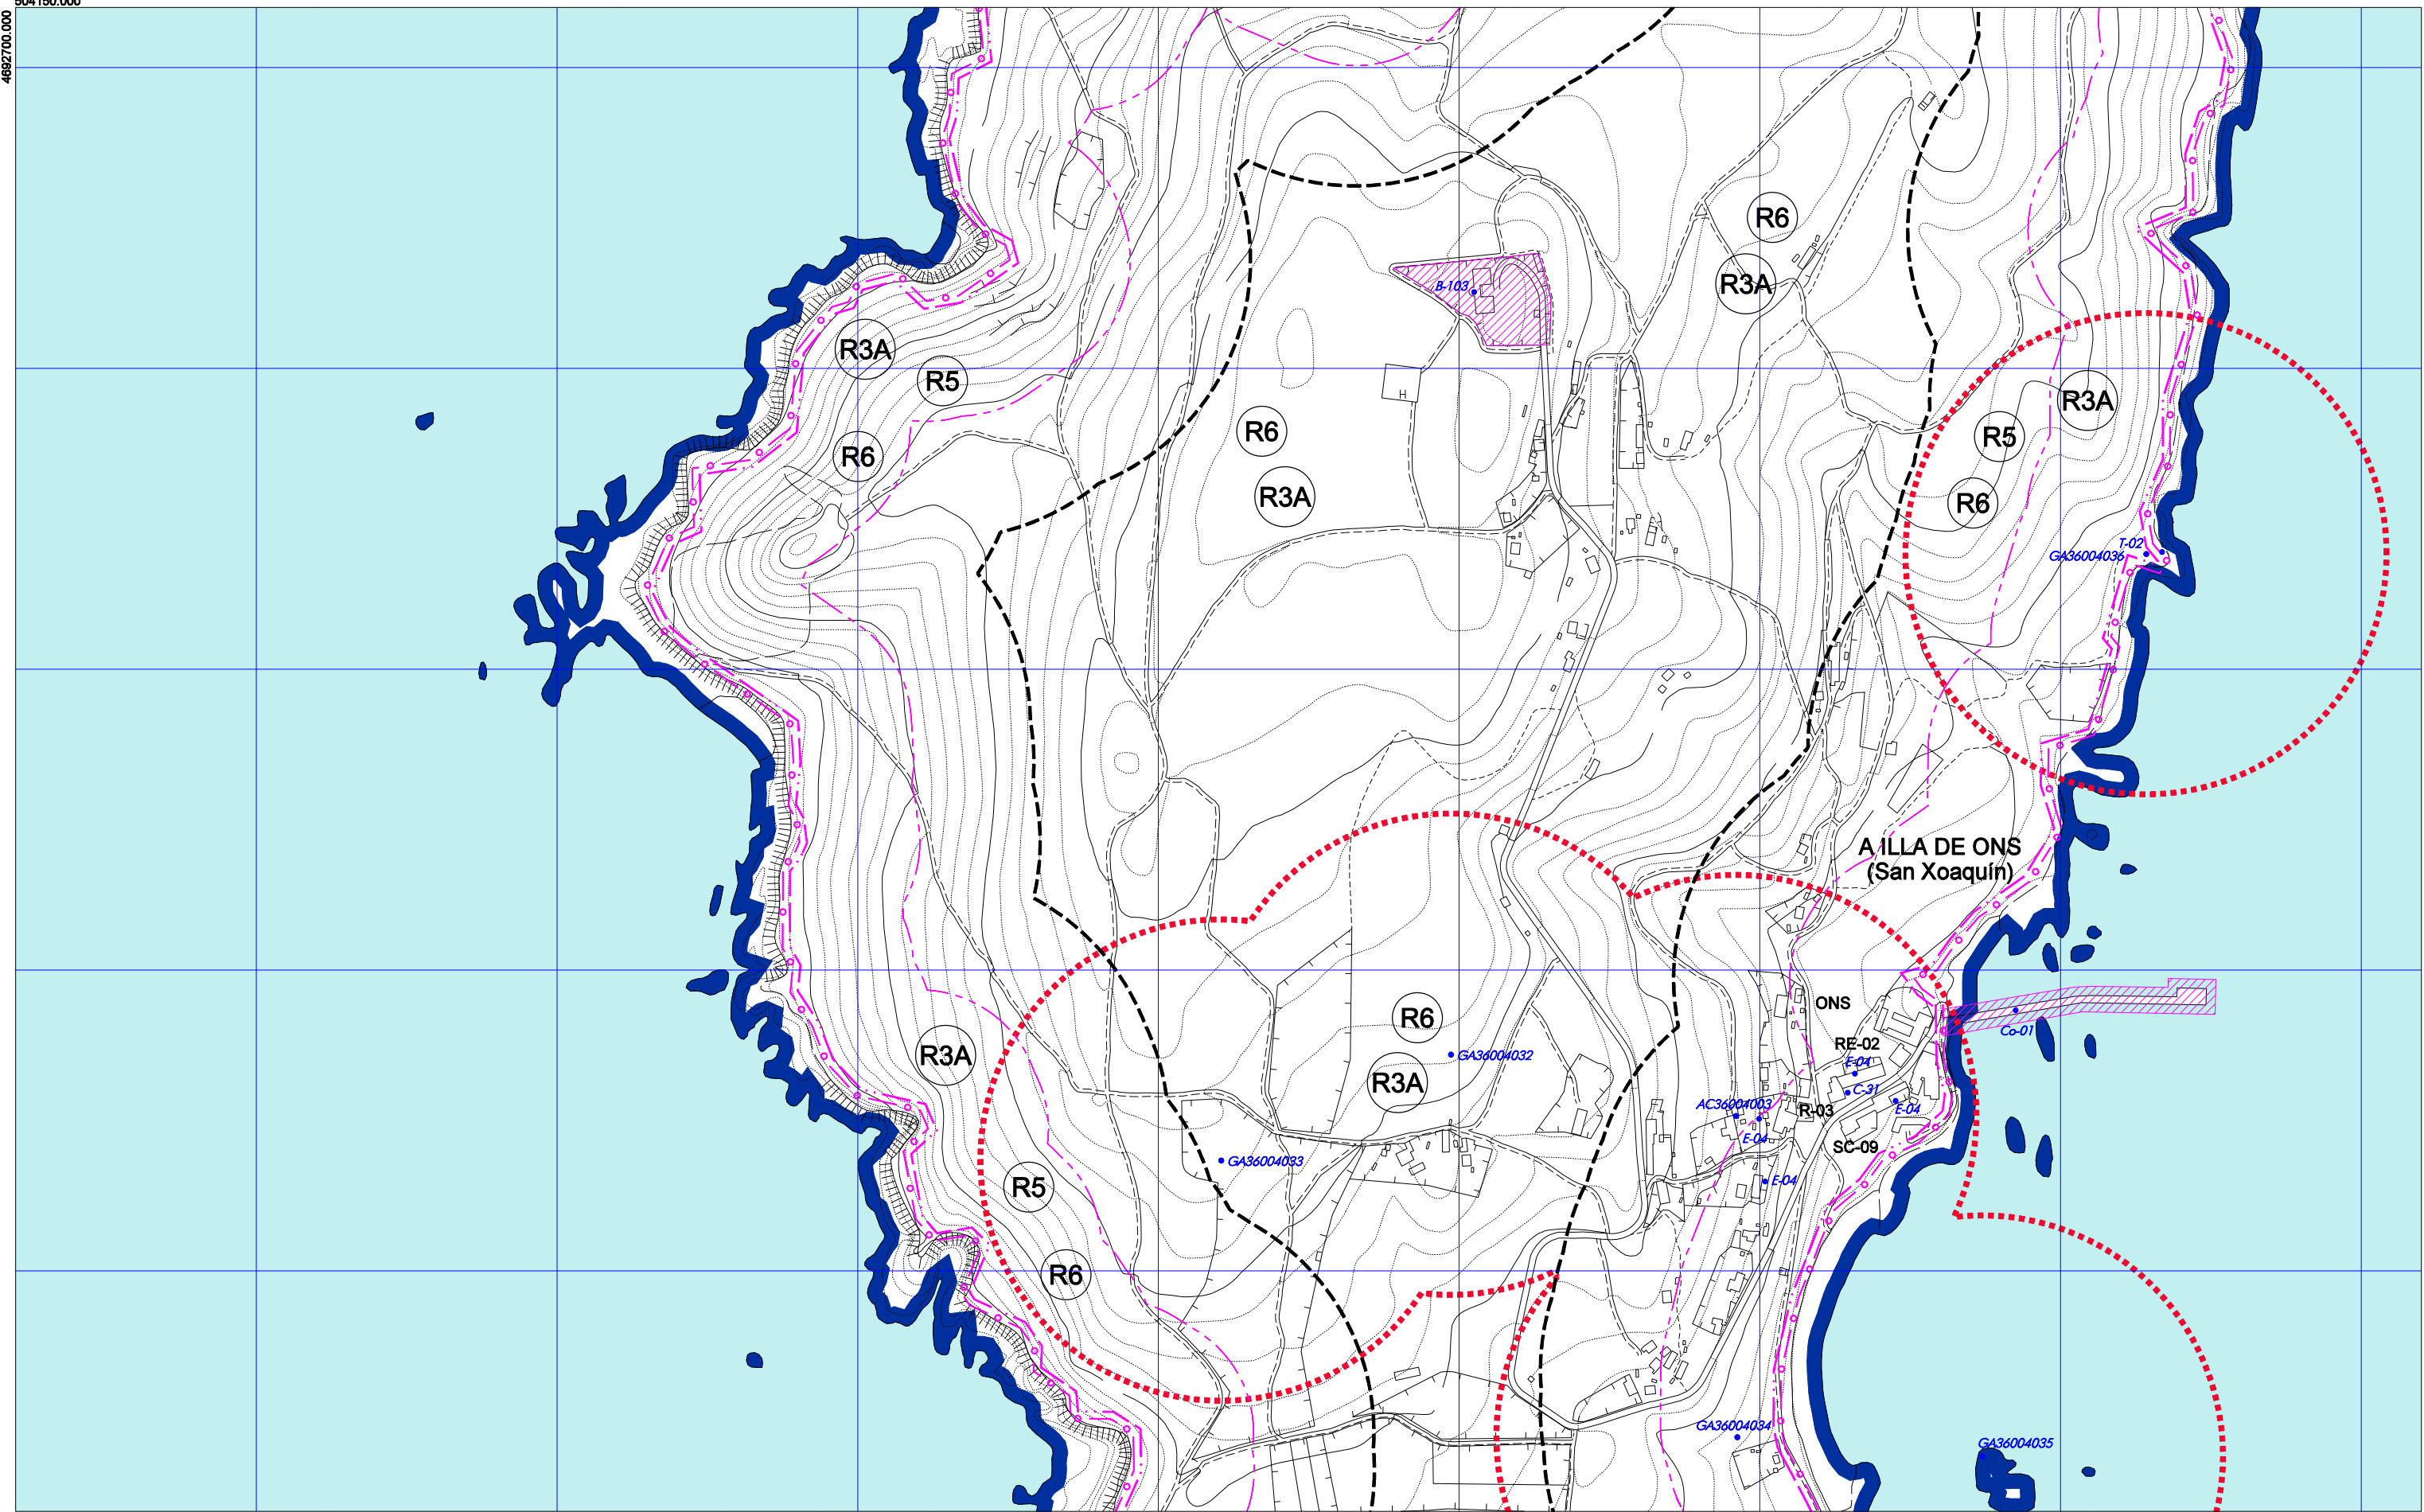 504150.000
4692700.000
R6
B-103
R3A
R3A
R5
H
R3A
R6
R5
R6
R3A
R6
T-02
GA36004036
A ILLA DE ONS
(San Xoaquín)
R6
ONS
Co-01
R3A
GA36004032
RE-02
E-04
R3A
C-31
AC36004003
R-03
E-04
E-04
SC-09
GA36004033
R5
E-04
R6
GA36004034
GA36004035